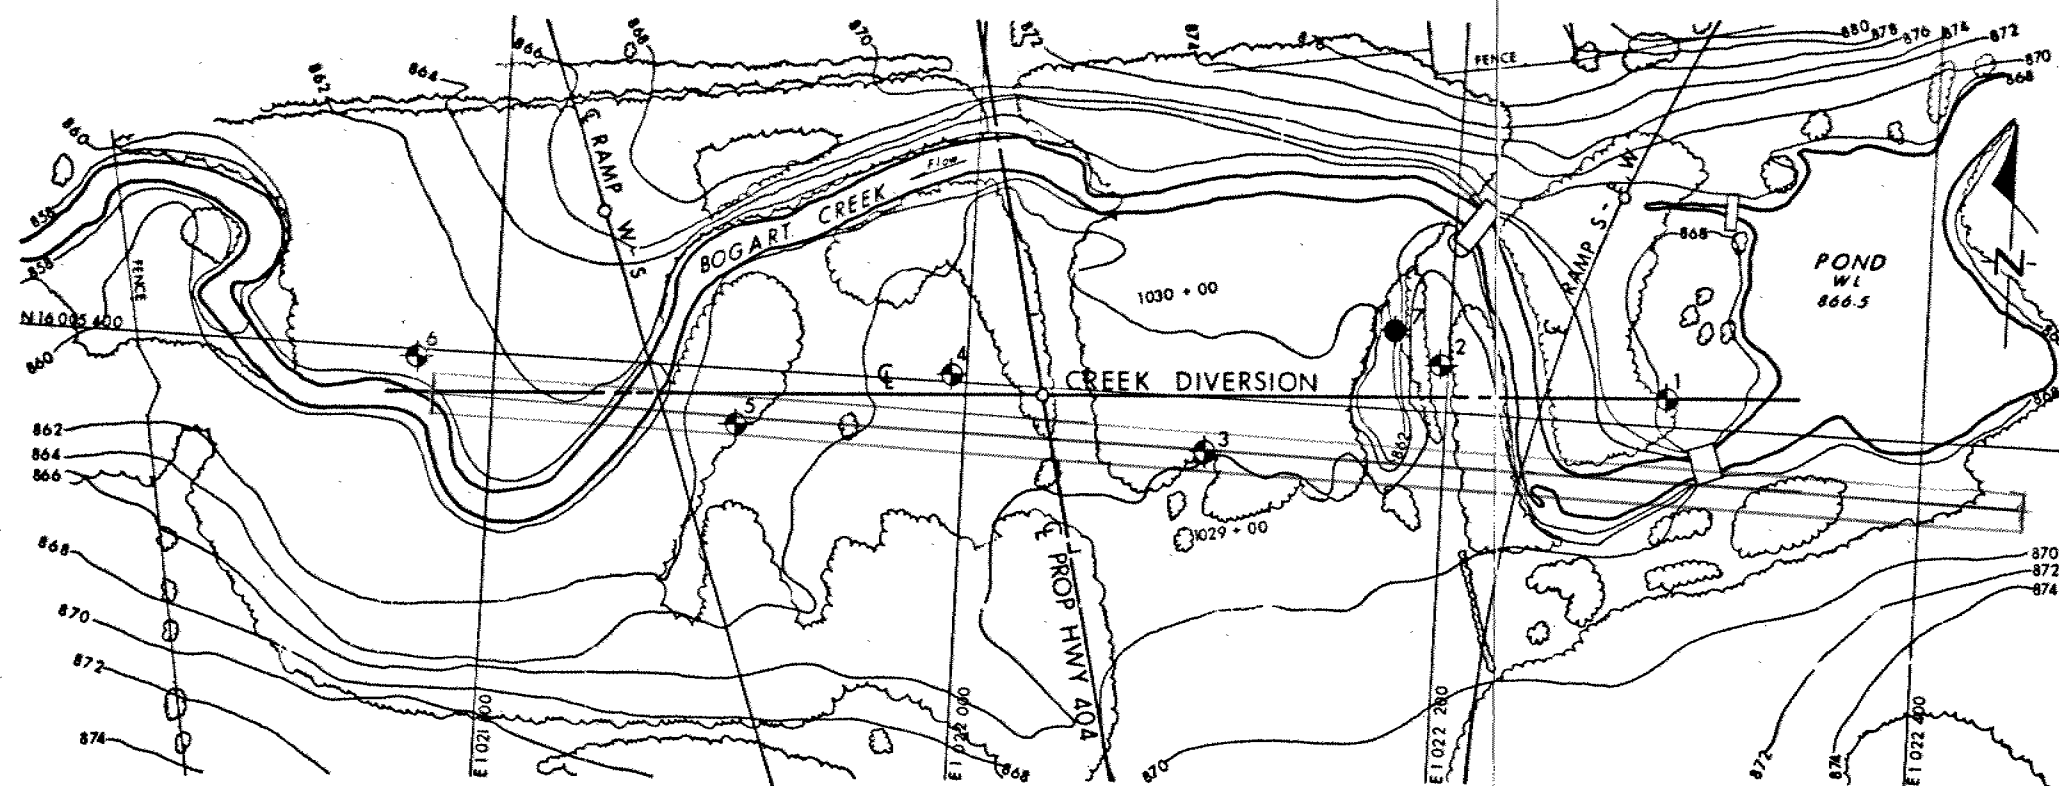 880 878 876 874 872
870
868
866 868 870 872 874
FENCE
862 864
860
858
858
FENCE
N 16 005 400
860
℄ RAMP W - S
Flow
BOGART CREEK
℄ RAMP S - W
868
POND
WL
866.5
N
1030 + 00
6
4
7
2
1
5
3
℄ CREEK DIVERSION
862
868
862
864
866
868
870
872
874
1029 + 00
℄ PROP HWY 404
870
872
874
E 1 022 000
E 1 022 200
E 1 022 400
868
870
872
874